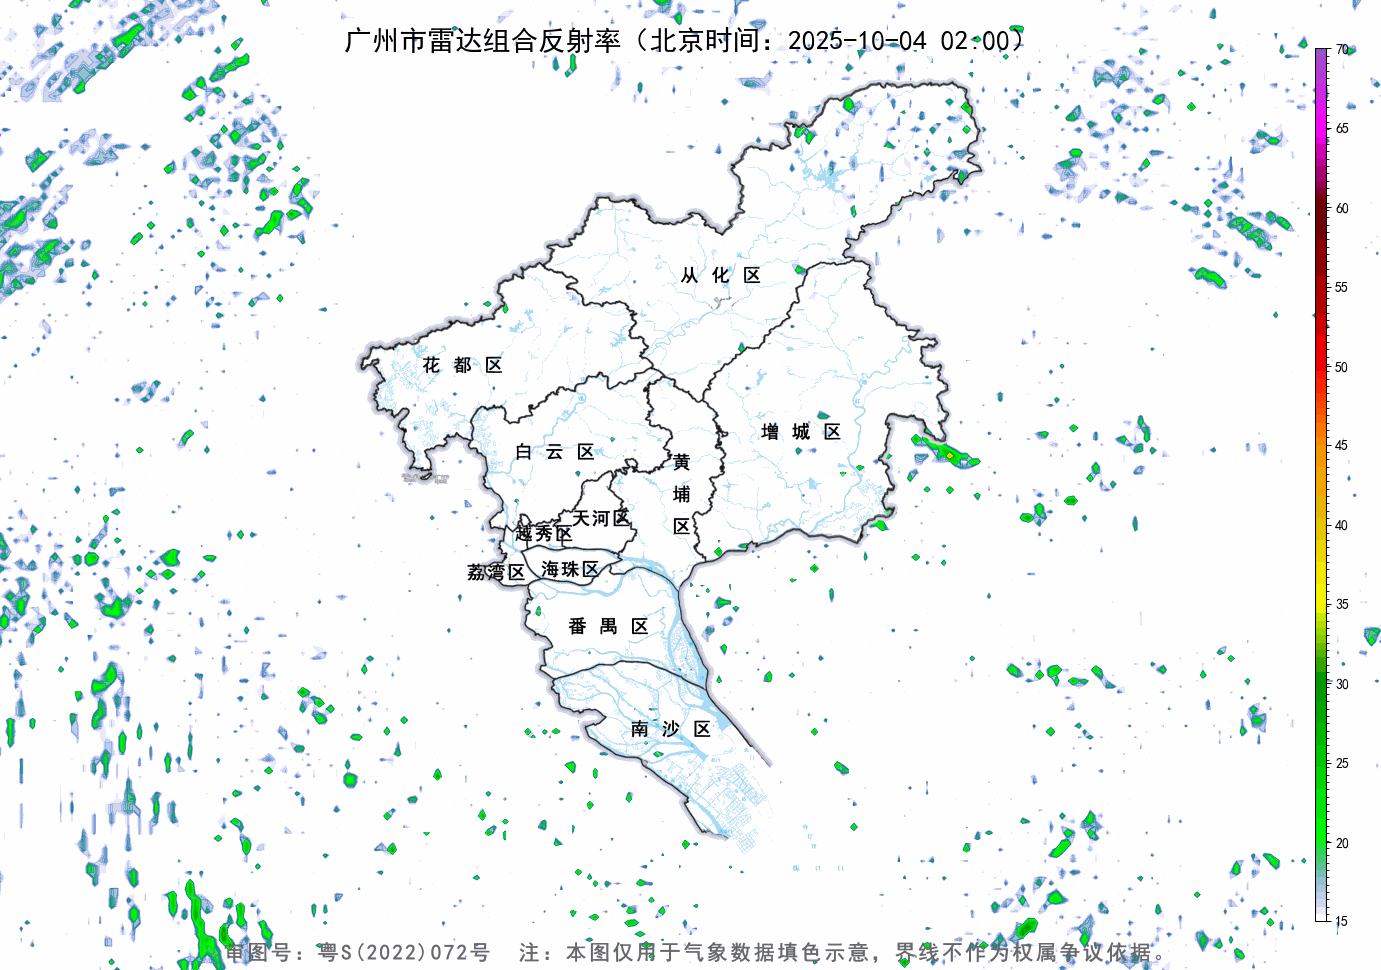 广州市雷达组合反射率（北京时间：2025-10-04 02:00）
70
65
60
55
50
45
40
35
30
25
20
15
从化区
花都区
增城区
白云区
黄埔区
天河区
越秀区
荔湾区
海珠区
番禺区
南沙区
审图号：粤S(2022)072号 注：本图仅用于气象数据填色示意，界线不作为权属争议依据。